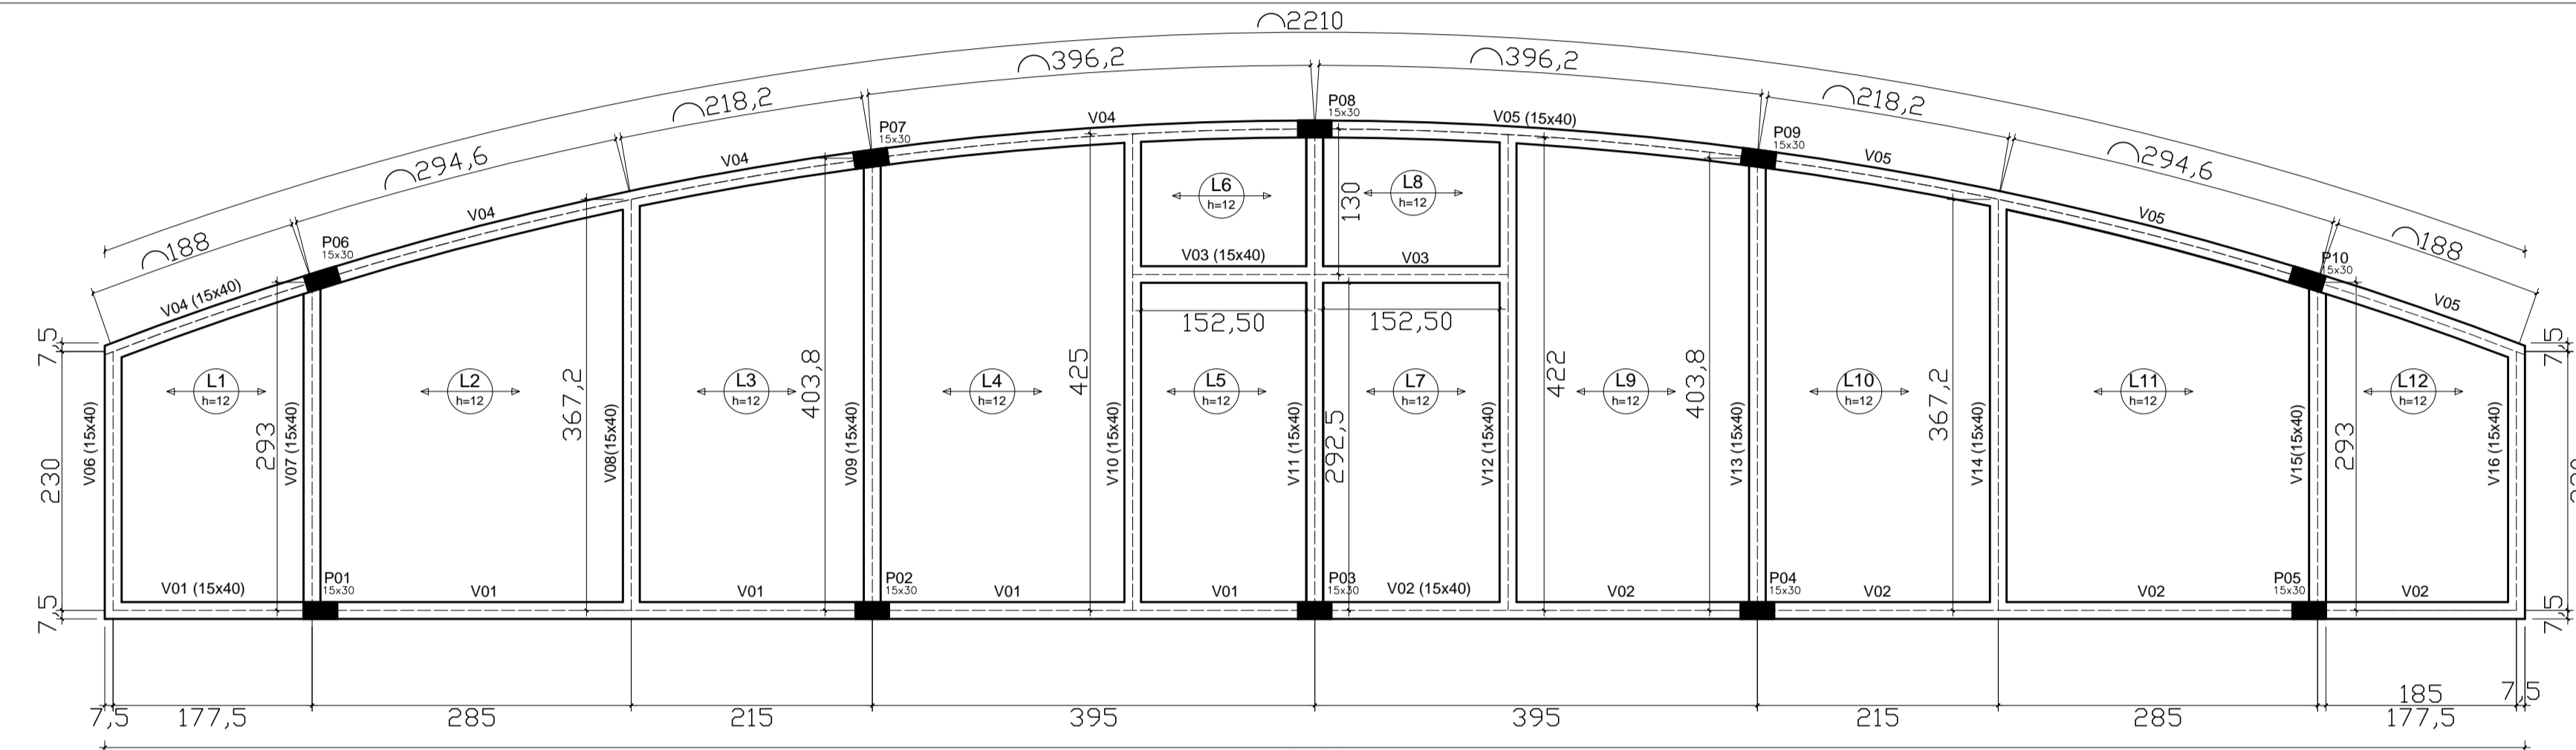 ⌒2210
⌒396,2
⌒396,2
⌒218,2
⌒218,2
⌒294,6
⌒294,6
⌒188
⌒188
P08
15x30
V04
V05 (15x40)
P07
15x30
P09
15x30
V04
V05
V04
V05
P06
15x30
P10
15x30
V04 (15x40)
V05
L6
h=12
L8
h=12
130
V03 (15x40)
V03
152,50
152,50
7,5
7,5
L1
h=12
L2
h=12
L3
h=12
L4
h=12
L5
h=12
L7
h=12
L9
h=12
L10
h=12
L11
h=12
L12
h=12
230
V06 (15x40)
293
V07 (15x40)
367,2
V08(15x40)
403,8
V09 (15x40)
425
V10 (15x40)
V11 (15x40)
292,5
V12 (15x40)
422
403,8
V13 (15x40)
367,2
V14 (15x40)
V15(15x40)
293
V16 (15x40)
V01 (15x40)
P01
15x30
V01
V01
P02
15x30
V01
V01
P03
15x30
V02 (15x40)
V02
P04
15x30
V02
V02
P05
15x30
V02
7,5
7,5
7,5
177,5
285
215
395
395
215
285
185
177,5
7,5